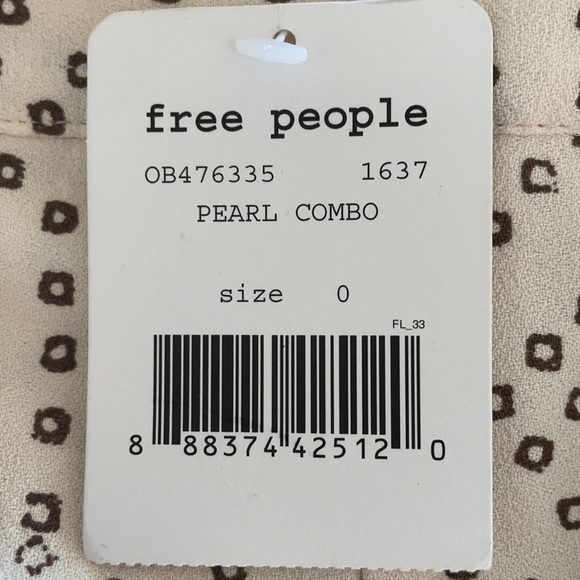 free people
OB476335 1637
PEARL COMBO
size 0
FL_33
8 88374 42512 0